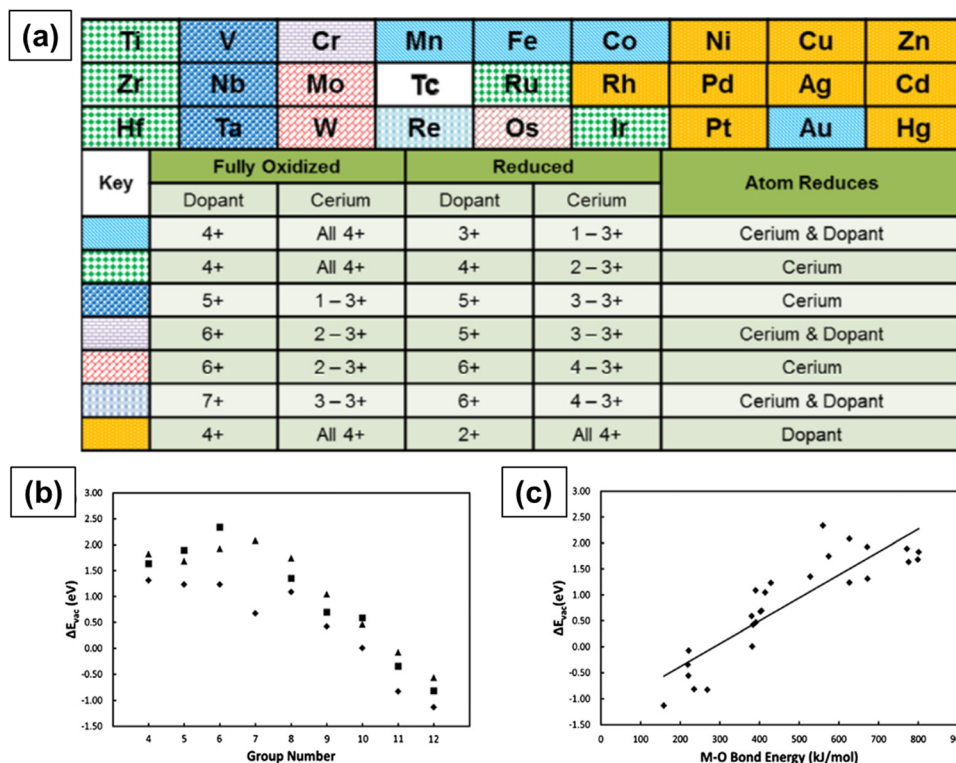 (a)
Ti V Cr Mn Fe Co Ni Cu Zn
Zr Nb Mo Tc Ru Rh Pd Ag Cd
Hf Ta W Re Os Ir Pt Au Hg
Key Fully Oxidized Reduced Atom Reduces
Dopant Cerium Dopant Cerium
4+ All 4+ 3+ 1 – 3+ Cerium & Dopant
4+ All 4+ 4+ 2 – 3+ Cerium
5+ 1 – 3+ 5+ 3 – 3+ Cerium
6+ 2 – 3+ 5+ 3 – 3+ Cerium & Dopant
6+ 2 – 3+ 6+ 4 – 3+ Cerium
7+ 3 – 3+ 6+ 4 – 3+ Cerium & Dopant
4+ All 4+ 2+ All 4+ Dopant
(b)
ΔEvac(eV)
3.00
2.50
2.00
1.50
1.00
0.50
0.00
-0.50
-1.00
-1.50
4 5 6 7 8 9 10 11 12
Group Number
(c)
ΔEvac(eV)
3.00
2.50
2.00
1.50
1.00
0.50
0.00
-0.50
-1.00
-1.50
0 100 200 300 400 500 600 700 800 900
M-O Bond Energy (kJ/mol)